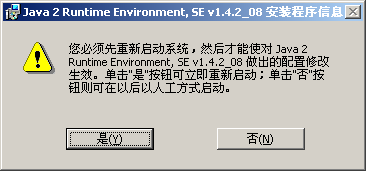 Java 2 Runtime Environment, SE v1.4.2_08 安装程序信息
您必须先重新启动系统，然后才能使对 Java 2
Runtime Environment, SE v1.4.2_08 做出的配置修改
生效。单击"是"按钮可立即重新启动；单击"否"按
钮则可在以后以人工方式启动。
是(Y) 否(N)